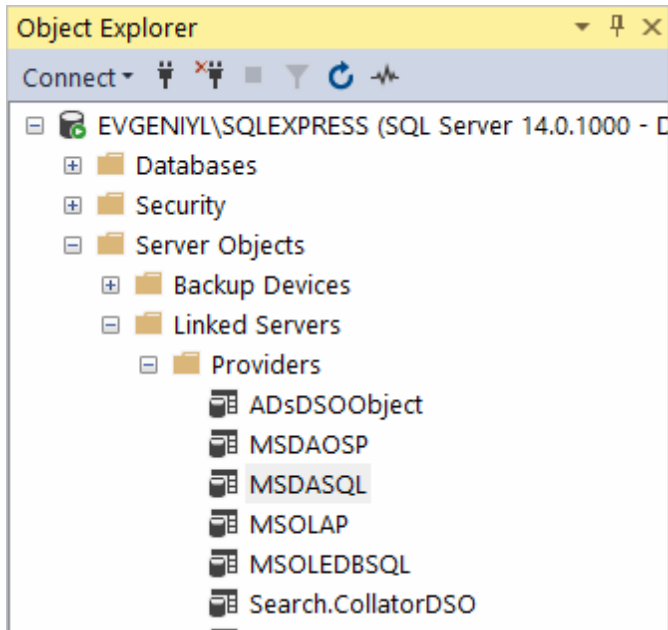 Object Explorer
Connect
EVGENIYL\SQLEXPRESS (SQL Server 14.0.1000 -
Databases
Security
Server Objects
Backup Devices
Linked Servers
Providers
ADsDSOObject
MSDAOSP
MSDASQL
MSOLAP
MSOLEDBSQL
Search.CollatorDSO